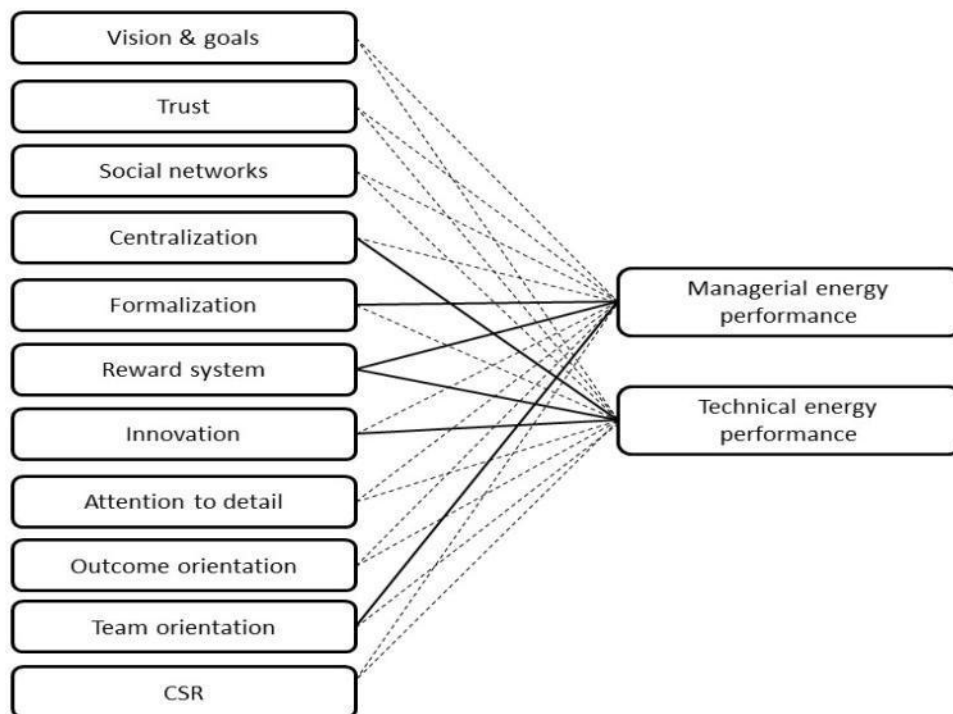 Vision & goals
Trust
Social networks
Centralization
Formalization
Reward system
Innovation
Attention to detail
Outcome orientation
Team orientation
CSR
Managerial energy
performance
Technical energy
performance